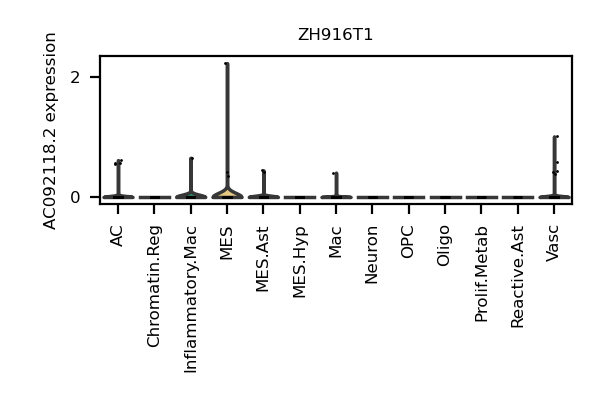 ZH916T1
AC092118.2 expression
2
0
AC
Chromatin.Reg
Inflammatory.Mac
MES
MES.Ast
MES.Hyp
Mac
Neuron
OPC
Oligo
Prolif.Metab
Reactive.Ast
Vasc